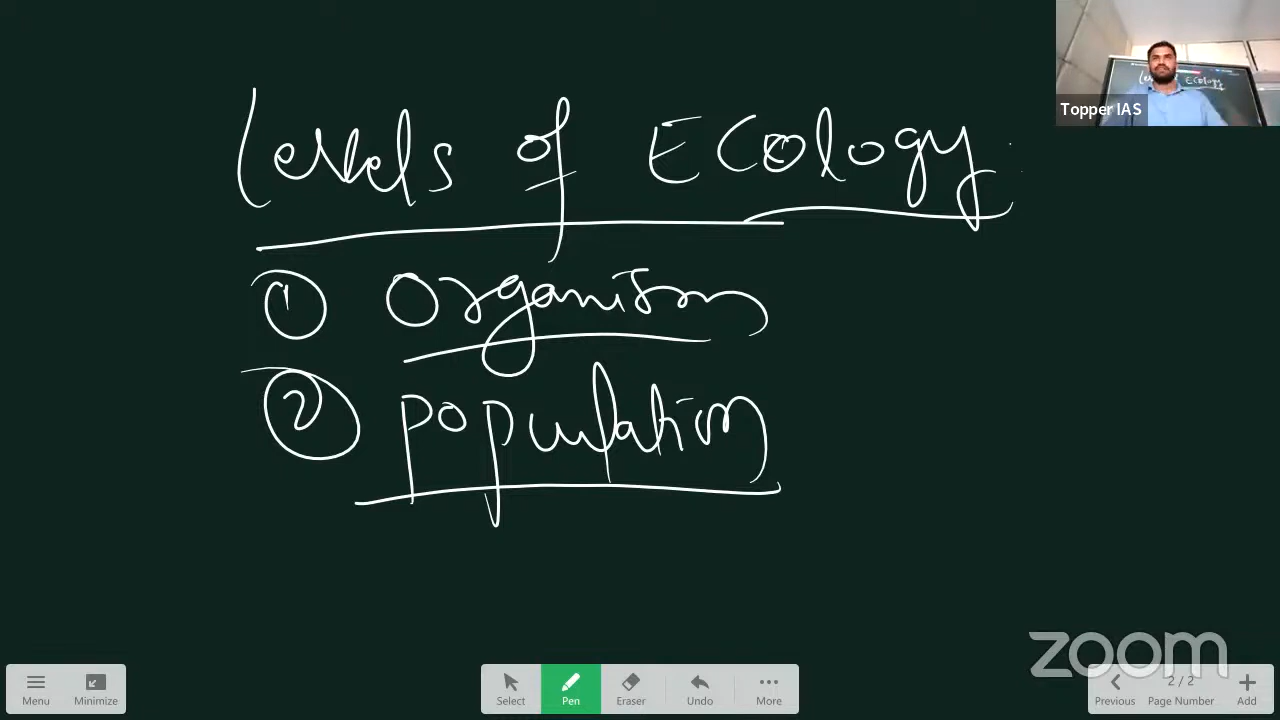 Levels of Ecology
① Organism
② Population
Topper IAS
Ecology
zoom
Menu
Minimize
Select
Pen
Eraser
Undo
More
Previous
2 / 2
Page Number
Add